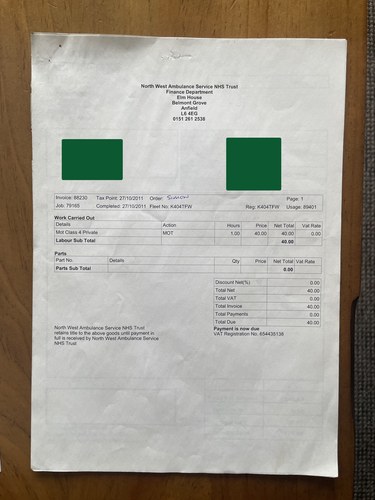 North West Ambulance Service NHS Trust
Finance Department
Elm House
Belmont Grove
Anfield
L6 4EG
0151 261 2538
Invoice: 86230 Tax Point: 27/10/2011 Order: Page: 1
Job: 79165 Completed: 27/10/2011 Fleet No: K404TFW Reg: K404TFW Usage: 89401
Work Carried Out
Details Action Hours Price Net Total Vat Rate
Mot Class 4 Private MOT 1.00 40.00 40.00 0.00
Labour Sub Total 40.00
Parts
Part No. Details Qty Price Net Total Vat Rate
Parts Sub Total 0.00
Discount Net(%) 0.00
Total Net 40.00
Total VAT 0.00
Total Invoice 40.00
Total Payments 0.00
Total Due 40.00
Payment is now due
VAT Registration No. 654438138
North West Ambulance Service NHS Trust
retains title to the above goods until payment in
full is received by North West Ambulance Service
NHS Trust